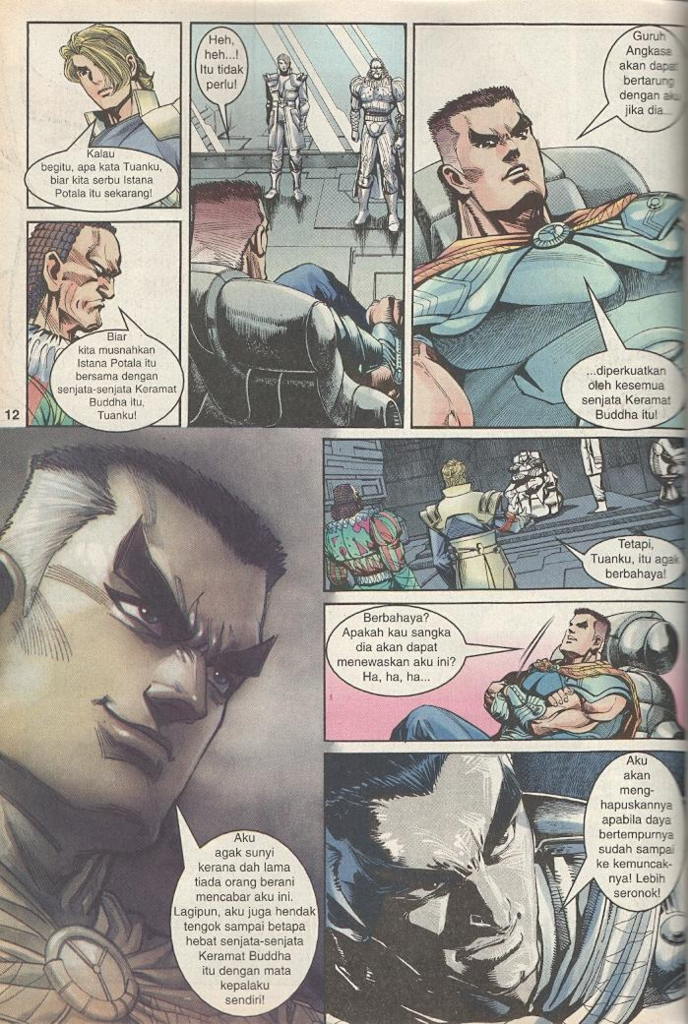 Kalau
begitu, apa kata Tuanku,
biar kita serbu Istana
Potala itu sekarang!
Heh,
heh...!
Itu tidak
perlu!
Guruh
Angkasa
akan dapat
bertarung
dengan aku
jika dia...
Biar
kita musnahkan
Istana Potala itu
bersama dengan
senjata-senjata Keramat
Buddha itu,
Tuanku!
...diperkuatkan
oleh kesemua
senjata Keramat
Buddha itu!
12
Tetapi,
Tuanku, itu agak
berbahaya!
Berbahaya?
Apakah kau sangka
dia akan dapat
menewaskan aku ini?
Ha, ha, ha...
Aku
agak sunyi
kerana dah lama
tiada orang berani
mencabar aku ini.
Lagipun, aku juga hendak
tengok sampai betapa
hebat senjata-senjata
Keramat Buddha
itu dengan mata
kepalaku
sendiri!
Aku
akan
meng-
hapuskannya
apabila daya
bertempurnya
sudah sampai
ke kemuncak-
nya! Lebih
seronok!